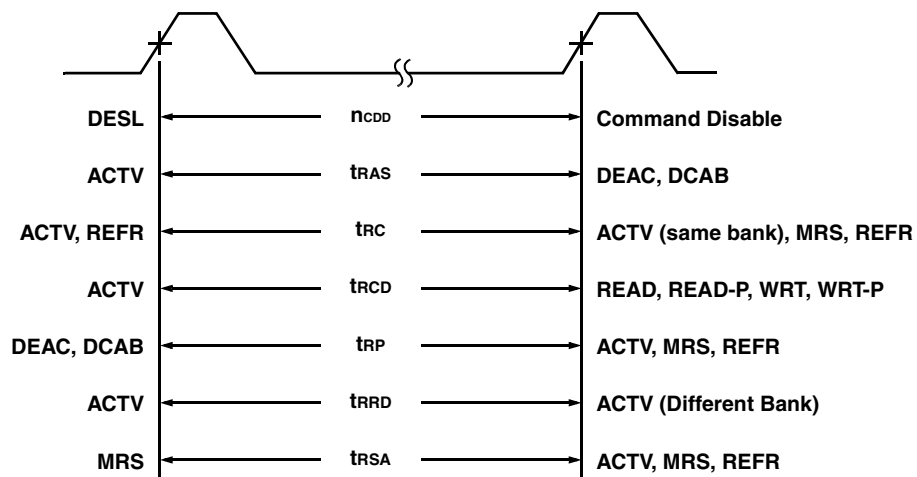 DESL nCDD Command Disable
ACTV tRAS DEAC, DCAB
ACTV, REFR tRC ACTV (same bank), MRS, REFR
ACTV tRCD READ, READ-P, WRT, WRT-P
DEAC, DCAB tRP ACTV, MRS, REFR
ACTV tRRD ACTV (Different Bank)
MRS tRSA ACTV, MRS, REFR